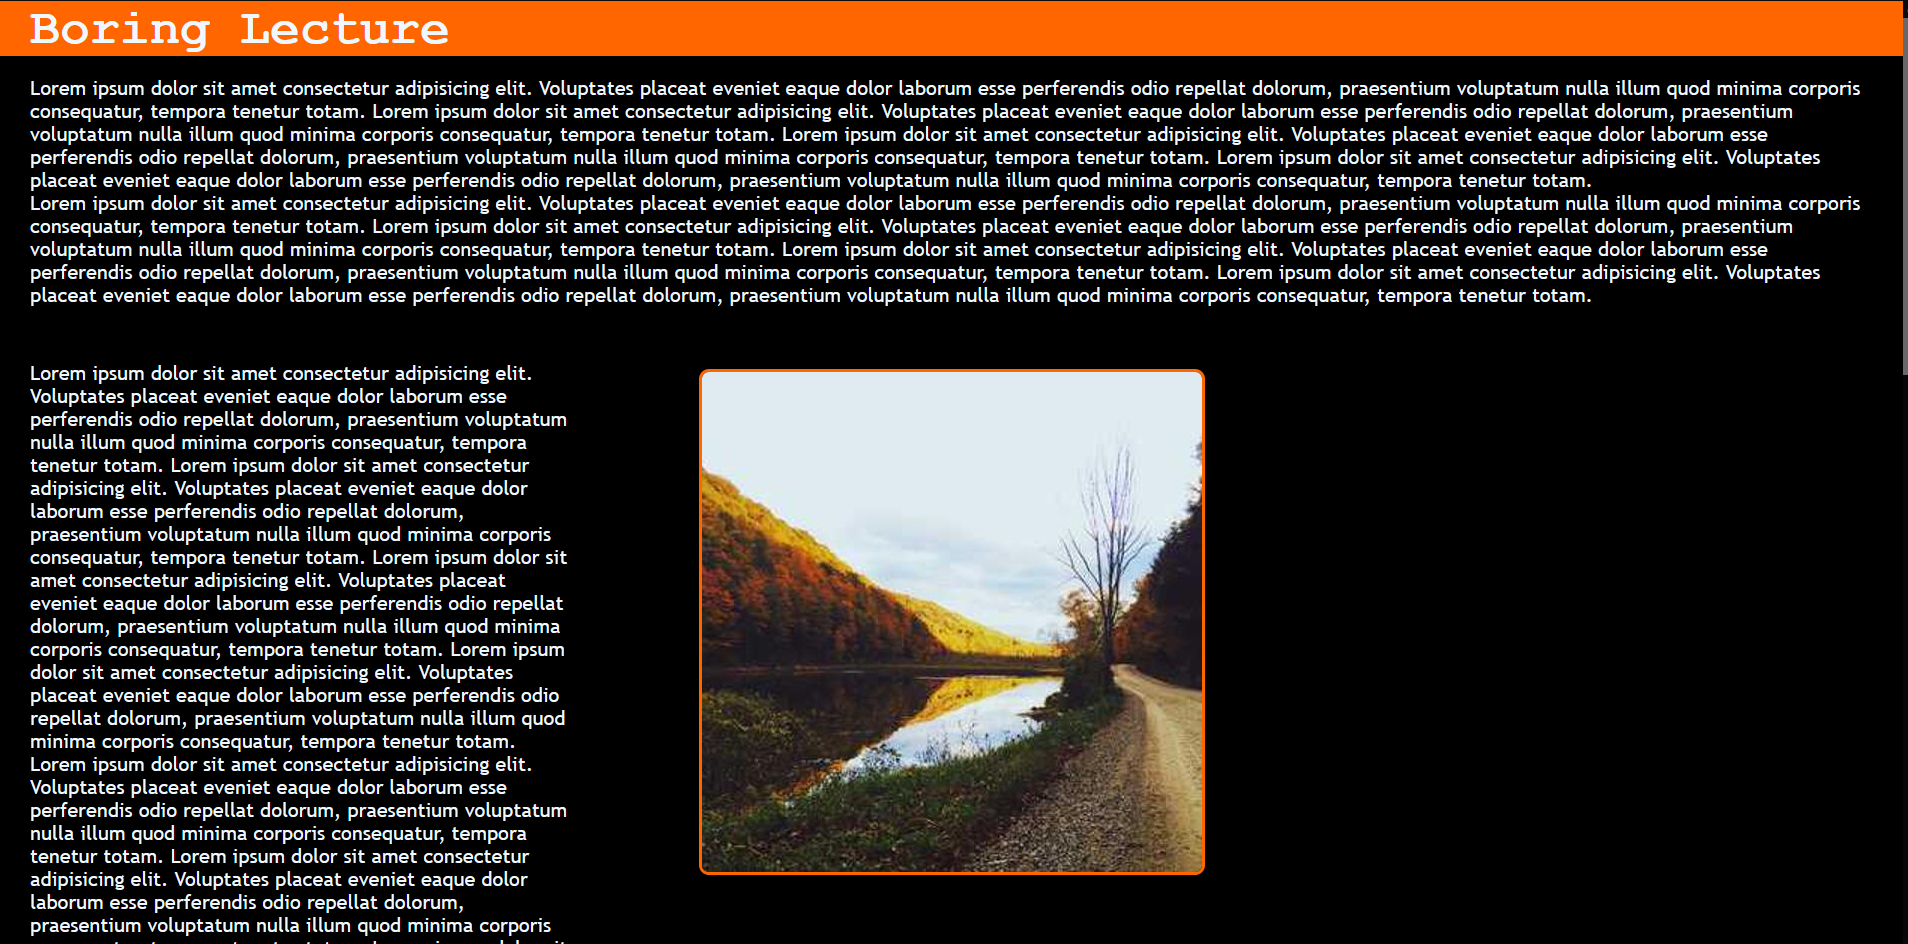 Boring Lecture
Lorem ipsum dolor sit amet consectetur adipisicing elit. Voluptates placeat eveniet eaque dolor laborum esse perferendis odio repellat dolorum, praesentium voluptatum nulla illum quod minima corporis
consequatur, tempora tenetur totam. Lorem ipsum dolor sit amet consectetur adipisicing elit. Voluptates placeat eveniet eaque dolor laborum esse perferendis odio repellat dolorum, praesentium
voluptatum nulla illum quod minima corporis consequatur, tempora tenetur totam. Lorem ipsum dolor sit amet consectetur adipisicing elit. Voluptates placeat eveniet eaque dolor laborum esse
perferendis odio repellat dolorum, praesentium voluptatum nulla illum quod minima corporis consequatur, tempora tenetur totam. Lorem ipsum dolor sit amet consectetur adipisicing elit. Voluptates
placeat eveniet eaque dolor laborum esse perferendis odio repellat dolorum, praesentium voluptatum nulla illum quod minima corporis consequatur, tempora tenetur totam.
Lorem ipsum dolor sit amet consectetur adipisicing elit. Voluptates placeat eveniet eaque dolor laborum esse perferendis odio repellat dolorum, praesentium voluptatum nulla illum quod minima corporis
consequatur, tempora tenetur totam. Lorem ipsum dolor sit amet consectetur adipisicing elit. Voluptates placeat eveniet eaque dolor laborum esse perferendis odio repellat dolorum, praesentium
voluptatum nulla illum quod minima corporis consequatur, tempora tenetur totam. Lorem ipsum dolor sit amet consectetur adipisicing elit. Voluptates placeat eveniet eaque dolor laborum esse
perferendis odio repellat dolorum, praesentium voluptatum nulla illum quod minima corporis consequatur, tempora tenetur totam. Lorem ipsum dolor sit amet consectetur adipisicing elit. Voluptates
placeat eveniet eaque dolor laborum esse perferendis odio repellat dolorum, praesentium voluptatum nulla illum quod minima corporis consequatur, tempora tenetur totam.
Lorem ipsum dolor sit amet consectetur adipisicing elit.
Voluptates placeat eveniet eaque dolor laborum esse
perferendis odio repellat dolorum, praesentium voluptatum
nulla illum quod minima corporis consequatur, tempora
tenetur totam. Lorem ipsum dolor sit amet consectetur
adipisicing elit. Voluptates placeat eveniet eaque dolor
laborum esse perferendis odio repellat dolorum,
praesentium voluptatum nulla illum quod minima corporis
consequatur, tempora tenetur totam. Lorem ipsum dolor sit
amet consectetur adipisicing elit. Voluptates placeat
eveniet eaque dolor laborum esse perferendis odio repellat
dolorum, praesentium voluptatum nulla illum quod minima
corporis consequatur, tempora tenetur totam. Lorem ipsum
dolor sit amet consectetur adipisicing elit. Voluptates
placeat eveniet eaque dolor laborum esse perferendis odio
repellat dolorum, praesentium voluptatum nulla illum quod
minima corporis consequatur, tempora tenetur totam.
Lorem ipsum dolor sit amet consectetur adipisicing elit.
Voluptates placeat eveniet eaque dolor laborum esse
perferendis odio repellat dolorum, praesentium voluptatum
nulla illum quod minima corporis consequatur, tempora
tenetur totam. Lorem ipsum dolor sit amet consectetur
adipisicing elit. Voluptates placeat eveniet eaque dolor
laborum esse perferendis odio repellat dolorum,
praesentium voluptatum nulla illum quod minima corporis